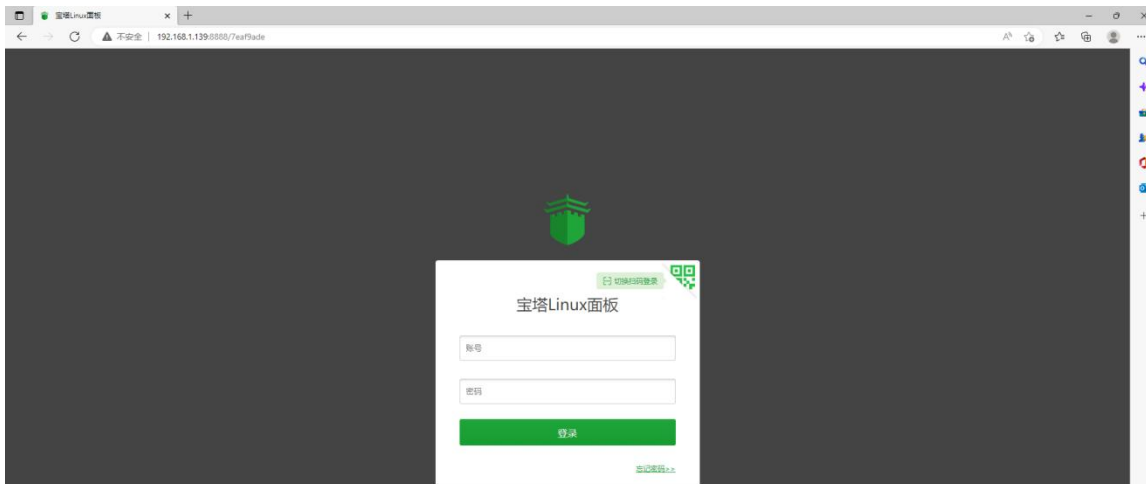 宝塔Linux面板
不安全 | 192.168.1.139:8888/7eaf9ade
切换扫码登录
宝塔Linux面板
账号
密码
登录
忘记密码>>